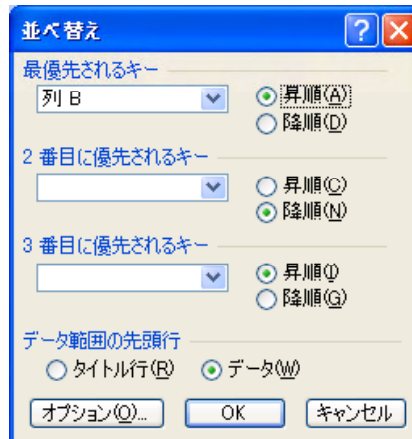 並べ替え
最優先されるキー
列 B
昇順(A)
降順(D)
2 番目に優先されるキー
昇順(C)
降順(N)
3 番目に優先されるキー
昇順(I)
降順(G)
データ範囲の先頭行
タイトル行(R) データ(W)
オプション(O)... OK キャンセル